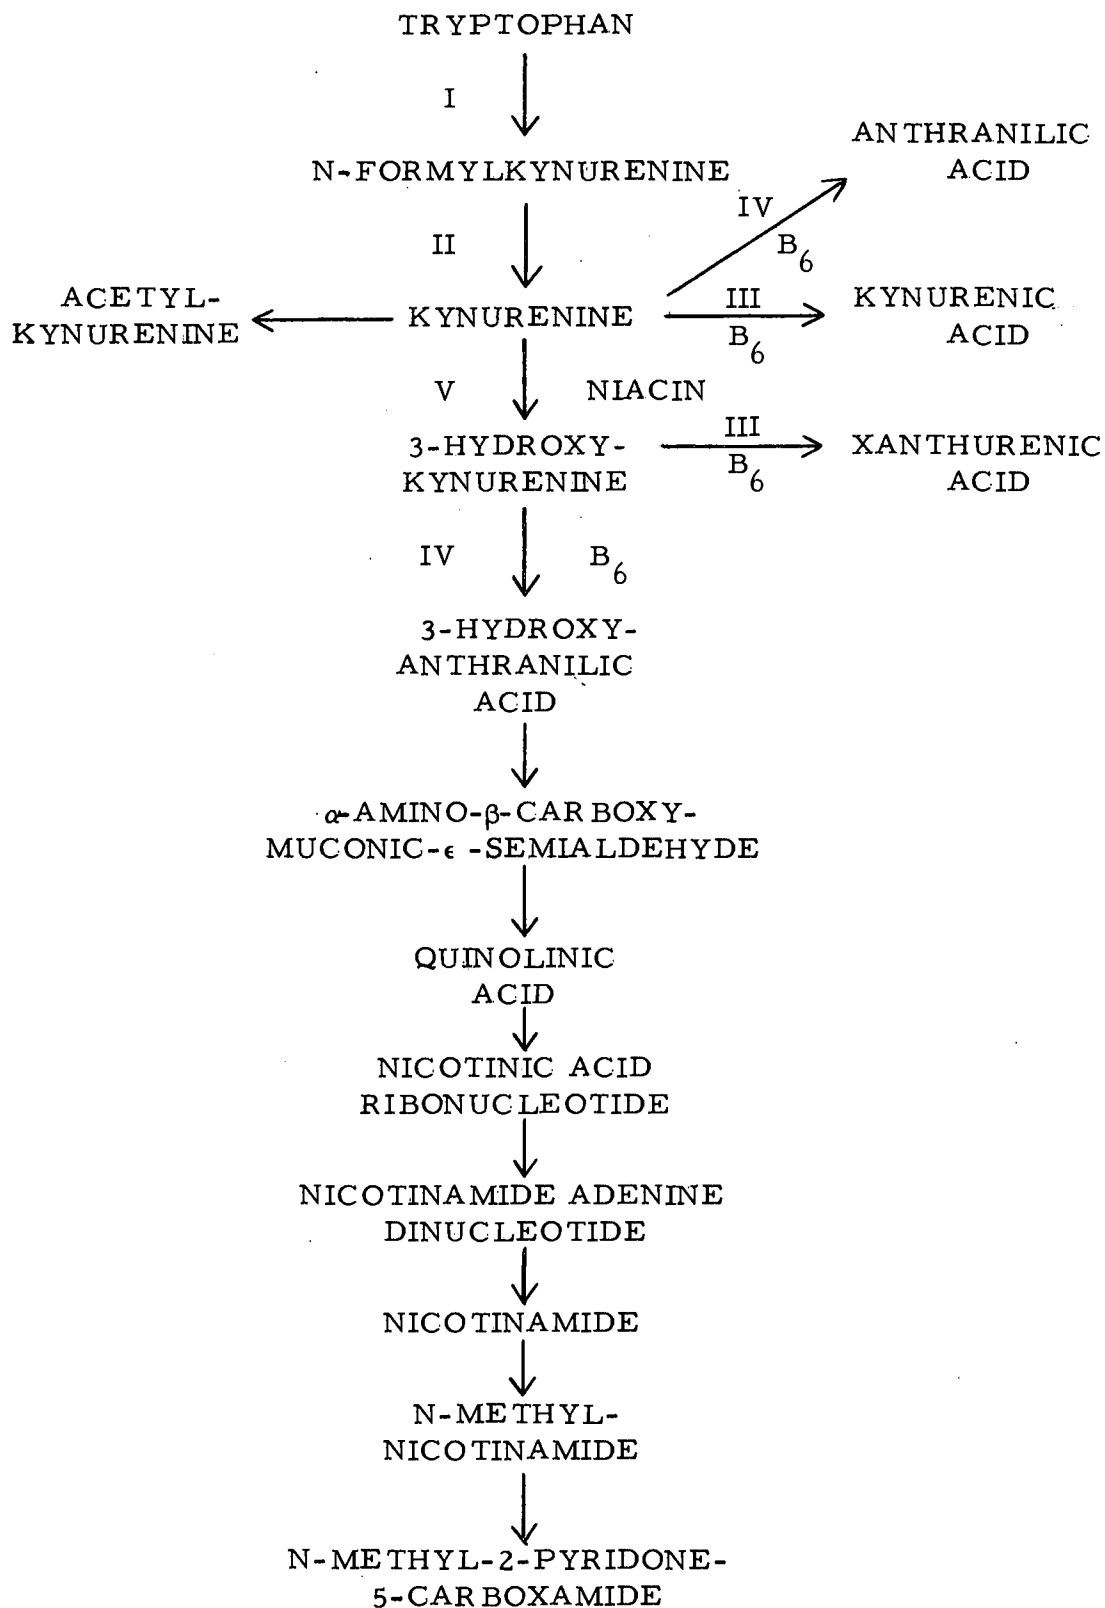 TRYPTOPHAN
I
N-FORMYLKYNURENINE
ANTHRANILIC
ACID
II
IV
B6
ACETYL-
KYNURENINE
KYNURENINE
III
B6
KYNURENIC
ACID
V
NIACIN
3-HYDROXY-
KYNURENINE
III
B6
XANTHURENIC
ACID
IV
B6
3-HYDROXY-
ANTHRANILIC
ACID
α-AMINO-β-CARBOXY-
MUCONIC-ε-SEMIALDEHYDE
QUINOLINIC
ACID
NICOTINIC ACID
RIBONUCLEOTIDE
NICOTINAMIDE ADENINE
DINUCLEOTIDE
NICOTINAMIDE
N-METHYL-
NICOTINAMIDE
N-METHYL-2-PYRIDONE-
5-CARBOXAMIDE